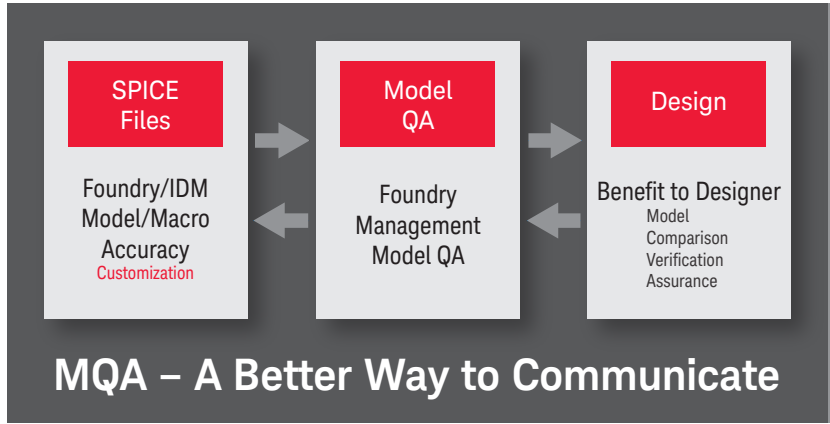 SPICE
Files
Foundry/IDM
Model/Macro
Accuracy
Customization
Model
QA
Foundry
Management
Model QA
Design
Benefit to Designer
Model
Comparison
Verification
Assurance
MQA – A Better Way to Communicate